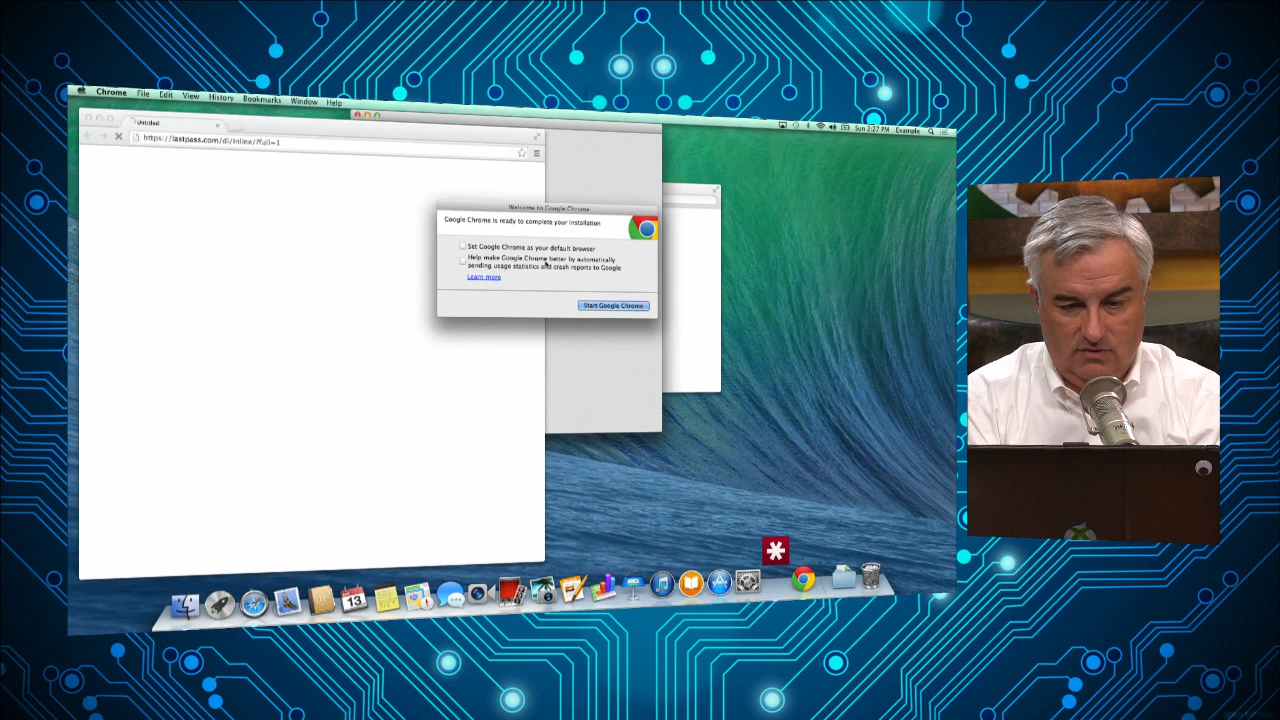 Chrome File Edit View History Bookmarks Window Help
Sun 2:27 PM Example
Untitled
https://lastpass.com/dl/inline/?full=1
Welcome to Google Chrome
Google Chrome is ready to complete your installation
Set Google Chrome as your default browser
Help make Google Chrome better by automatically
sending usage statistics and crash reports to Google
Learn more
Start Google Chrome
13